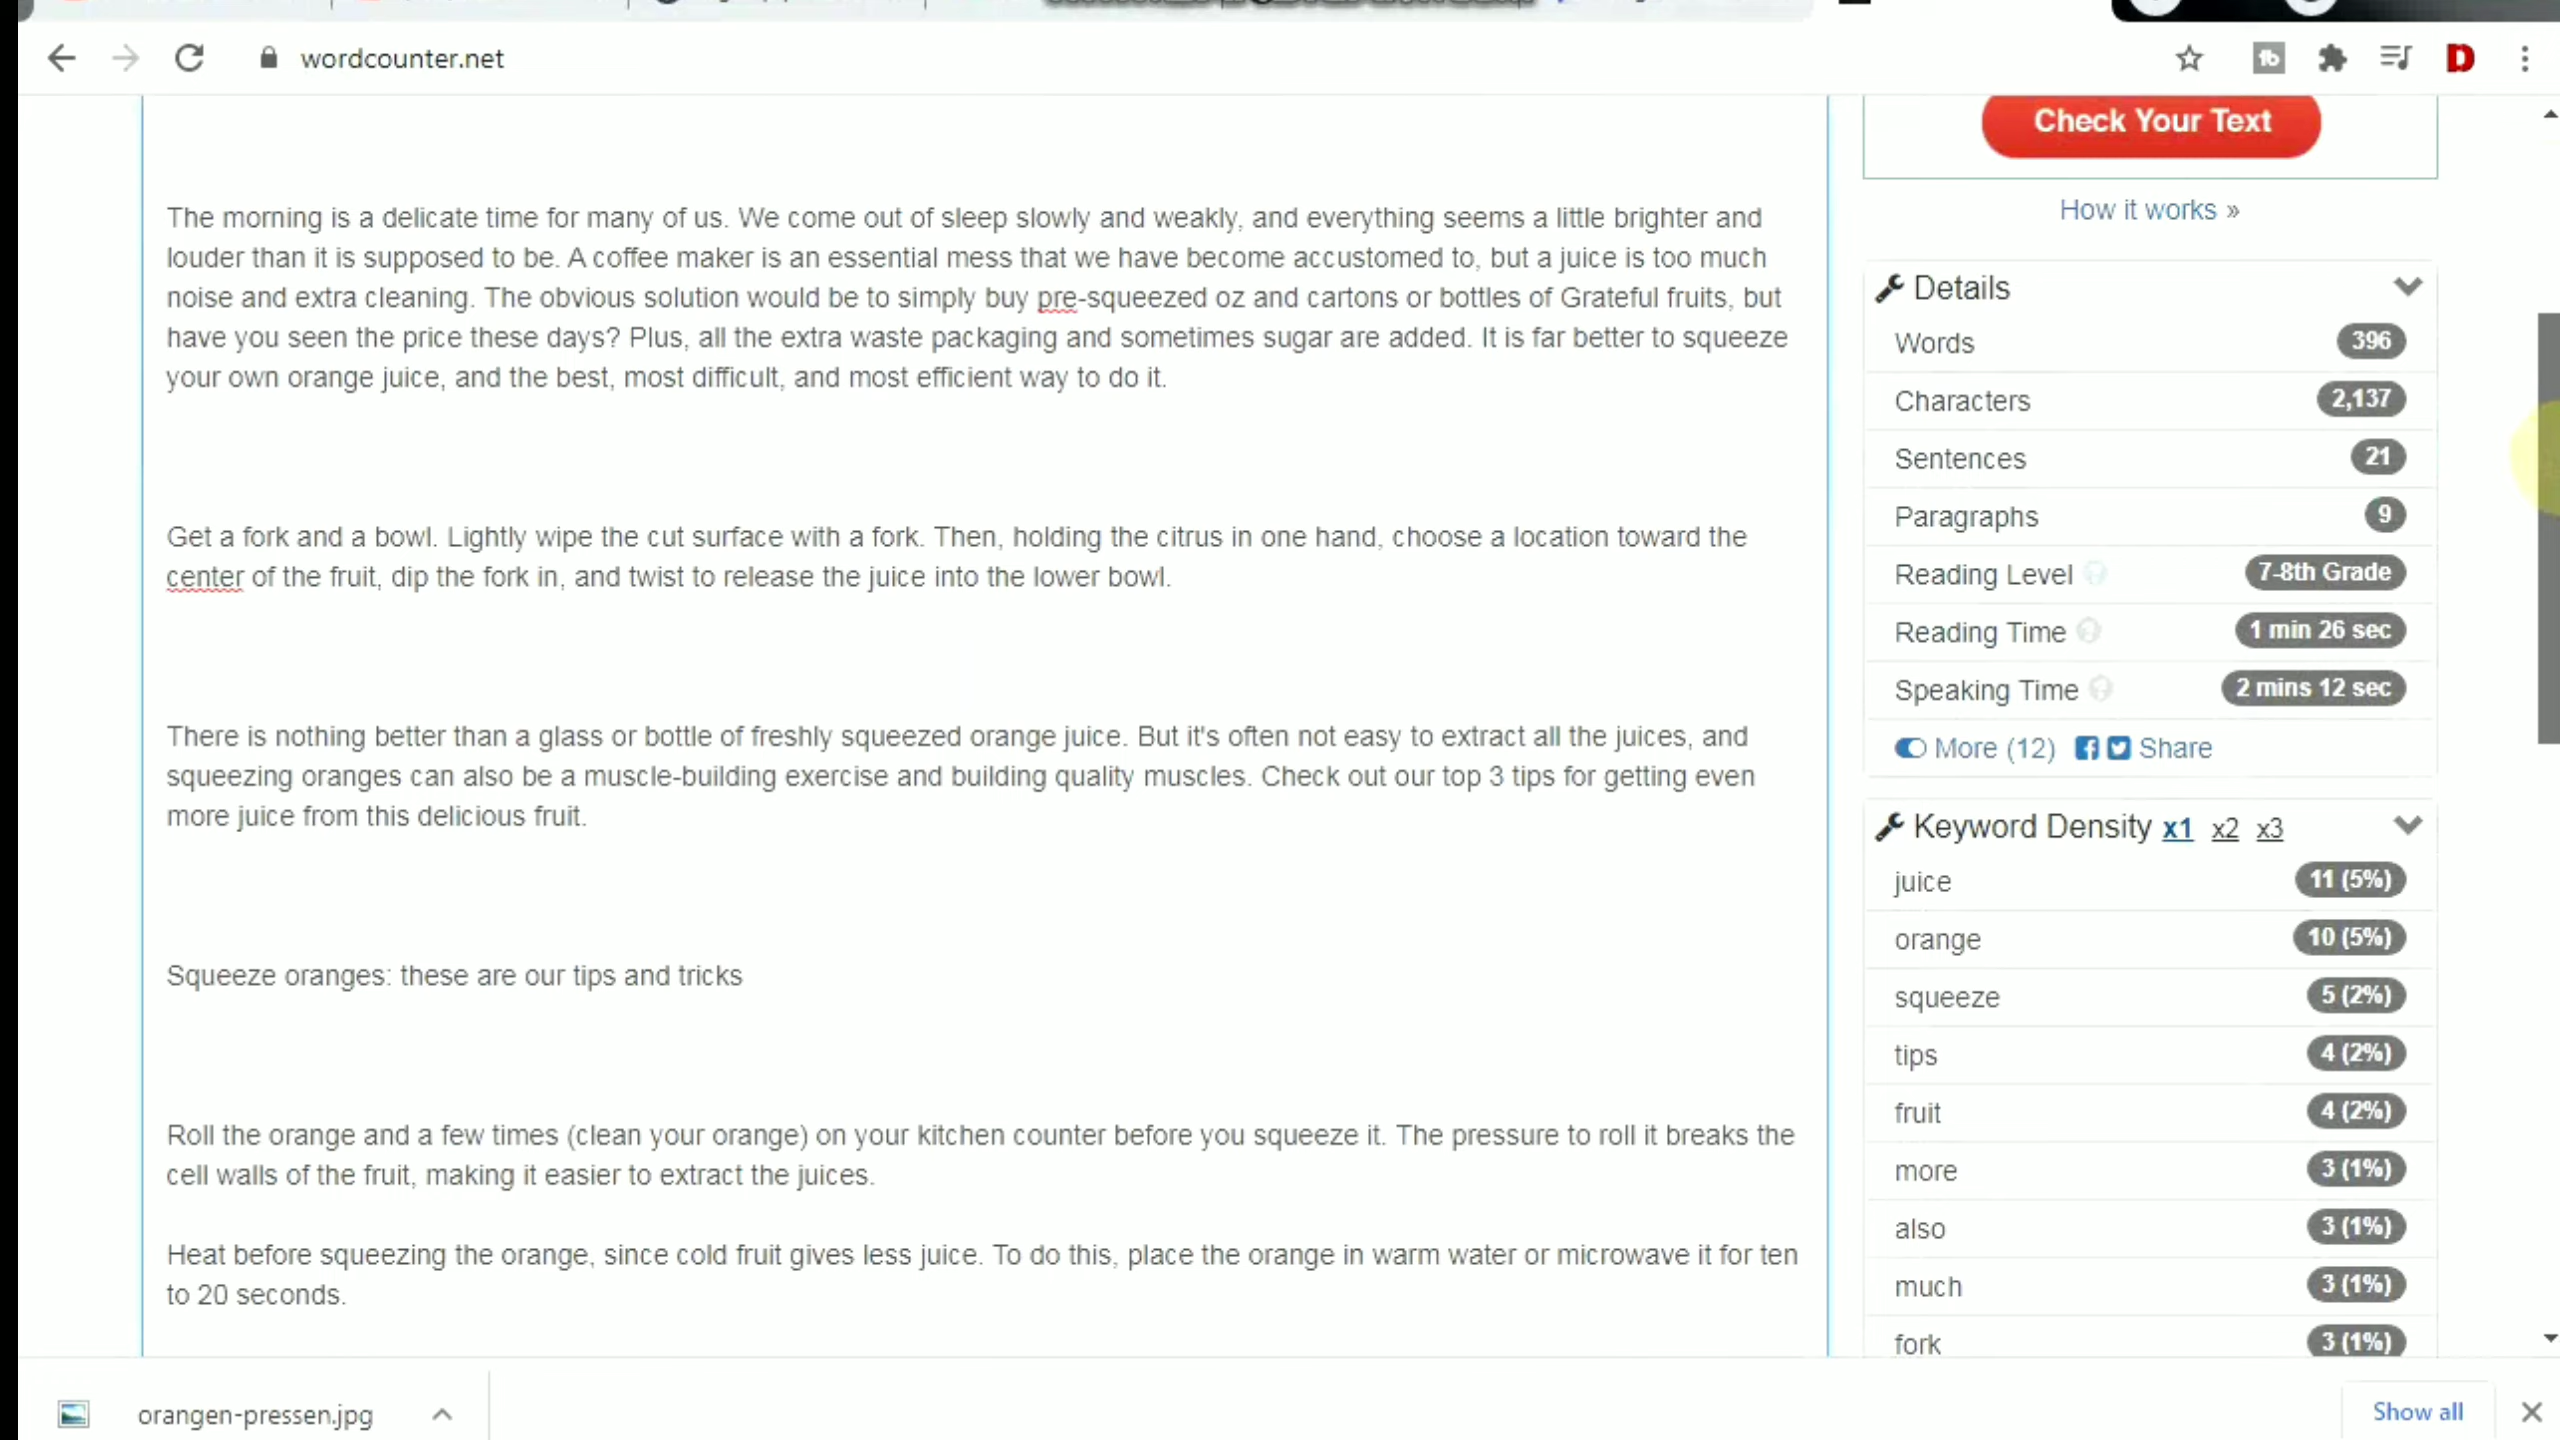 wordcounter.net
The morning is a delicate time for many of us. We come out of sleep slowly and weakly, and everything seems a little brighter and
louder than it is supposed to be. A coffee maker is an essential mess that we have become accustomed to, but a juice is too much
noise and extra cleaning. The obvious solution would be to simply buy pre-squeezed oz and cartons or bottles of Grateful fruits, but
have you seen the price these days? Plus, all the extra waste packaging and sometimes sugar are added. It is far better to squeeze
your own orange juice, and the best, most difficult, and most efficient way to do it.
Get a fork and a bowl. Lightly wipe the cut surface with a fork. Then, holding the citrus in one hand, choose a location toward the
center of the fruit, dip the fork in, and twist to release the juice into the lower bowl.
There is nothing better than a glass or bottle of freshly squeezed orange juice. But it's often not easy to extract all the juices, and
squeezing oranges can also be a muscle-building exercise and building quality muscles. Check out our top 3 tips for getting even
more juice from this delicious fruit.
Squeeze oranges: these are our tips and tricks
Roll the orange and a few times (clean your orange) on your kitchen counter before you squeeze it. The pressure to roll it breaks the
cell walls of the fruit, making it easier to extract the juices.
Heat before squeezing the orange, since cold fruit gives less juice. To do this, place the orange in warm water or microwave it for ten
to 20 seconds.
Check Your Text
How it works »
Details
Words 396
Characters 2,137
Sentences 21
Paragraphs 9
Reading Level 7-8th Grade
Reading Time 1 min 26 sec
Speaking Time 2 mins 12 sec
More (12) Share
Keyword Density x1 x2 x3
juice 11 (5%)
orange 10 (5%)
squeeze 5 (2%)
tips 4 (2%)
fruit 4 (2%)
more 3 (1%)
also 3 (1%)
much 3 (1%)
fork 3 (1%)
orangen-pressen.jpg
Show all